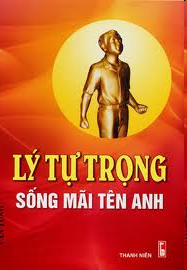 LÝ TỰ TRỌNG
SỐNG MÃI TÊN ANH
THANH NIÊN